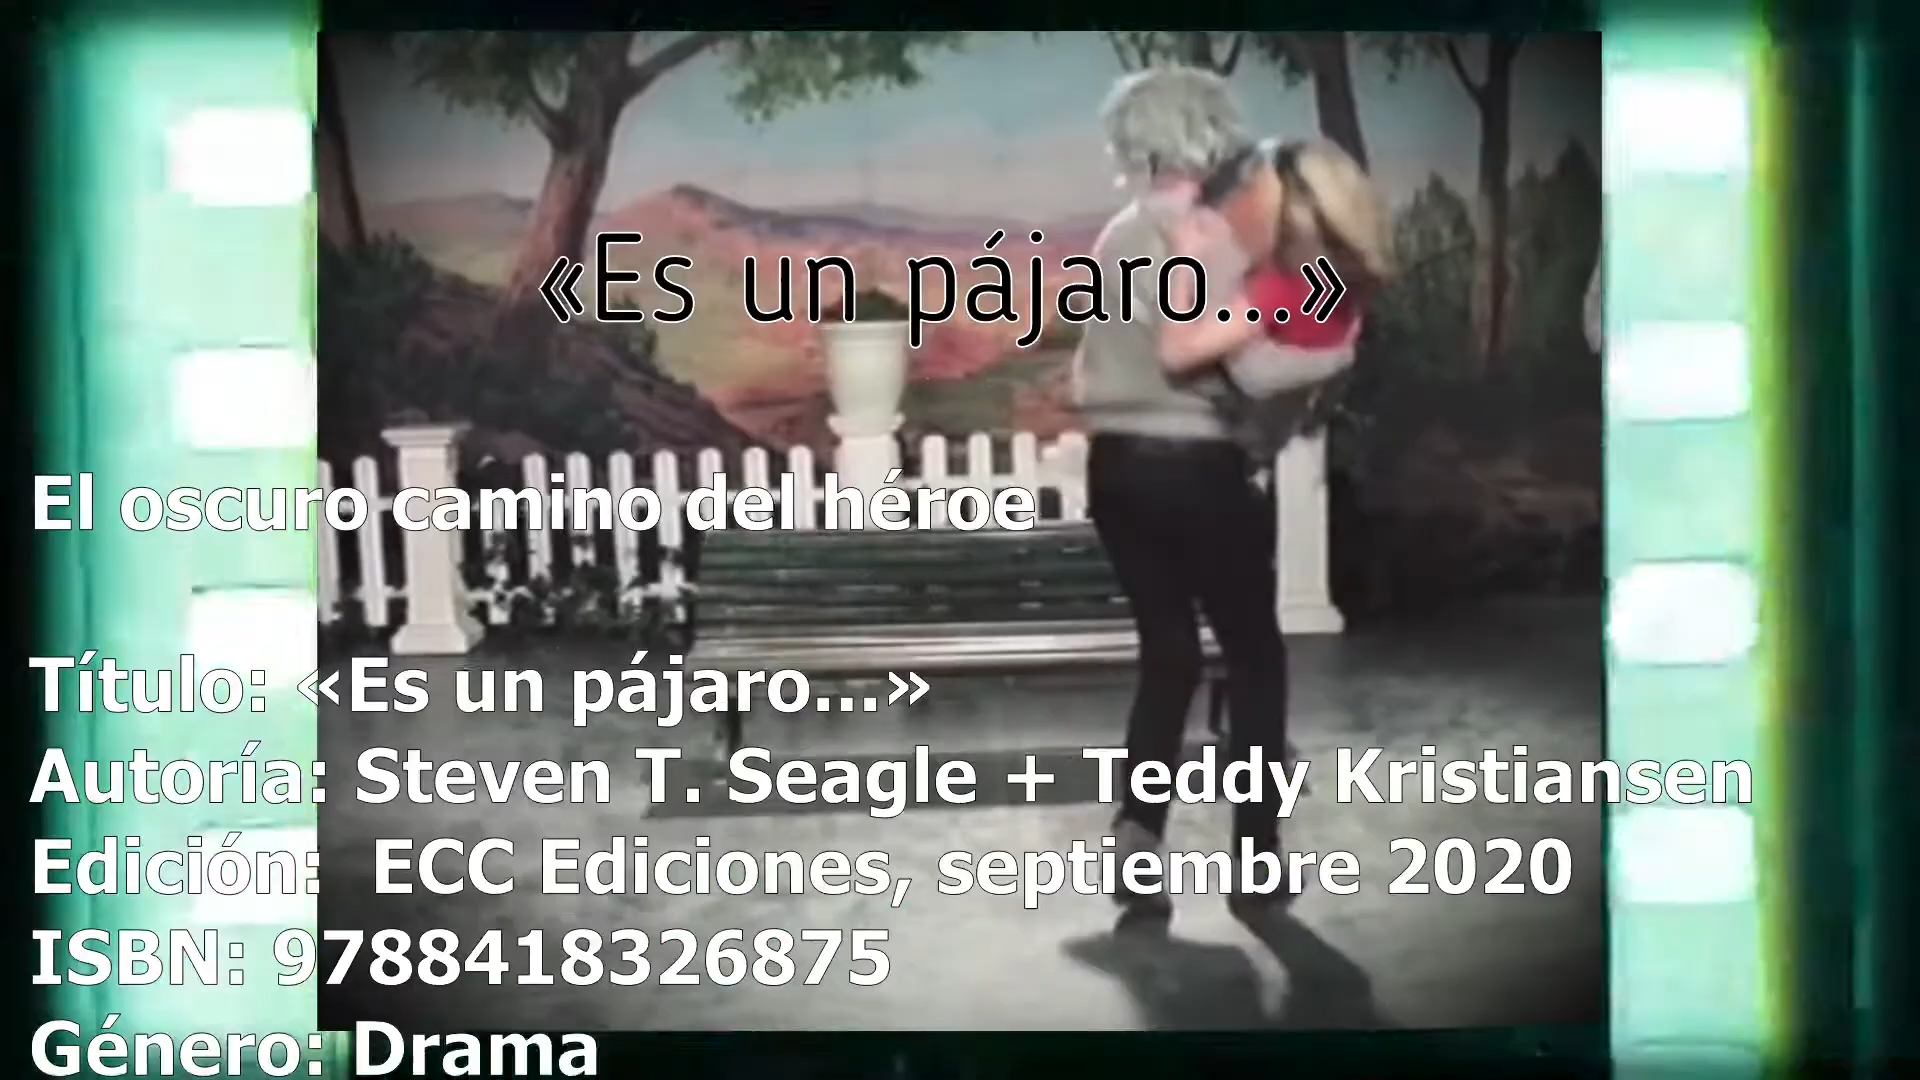 «Es un pájaro...»
El oscuro camino del héroe
Título: «Es un pájaro...»
Autoría: Steven T. Seagle + Teddy Kristiansen
Edición: ECC Ediciones, septiembre 2020
ISBN: 9788418326875
Género: Drama